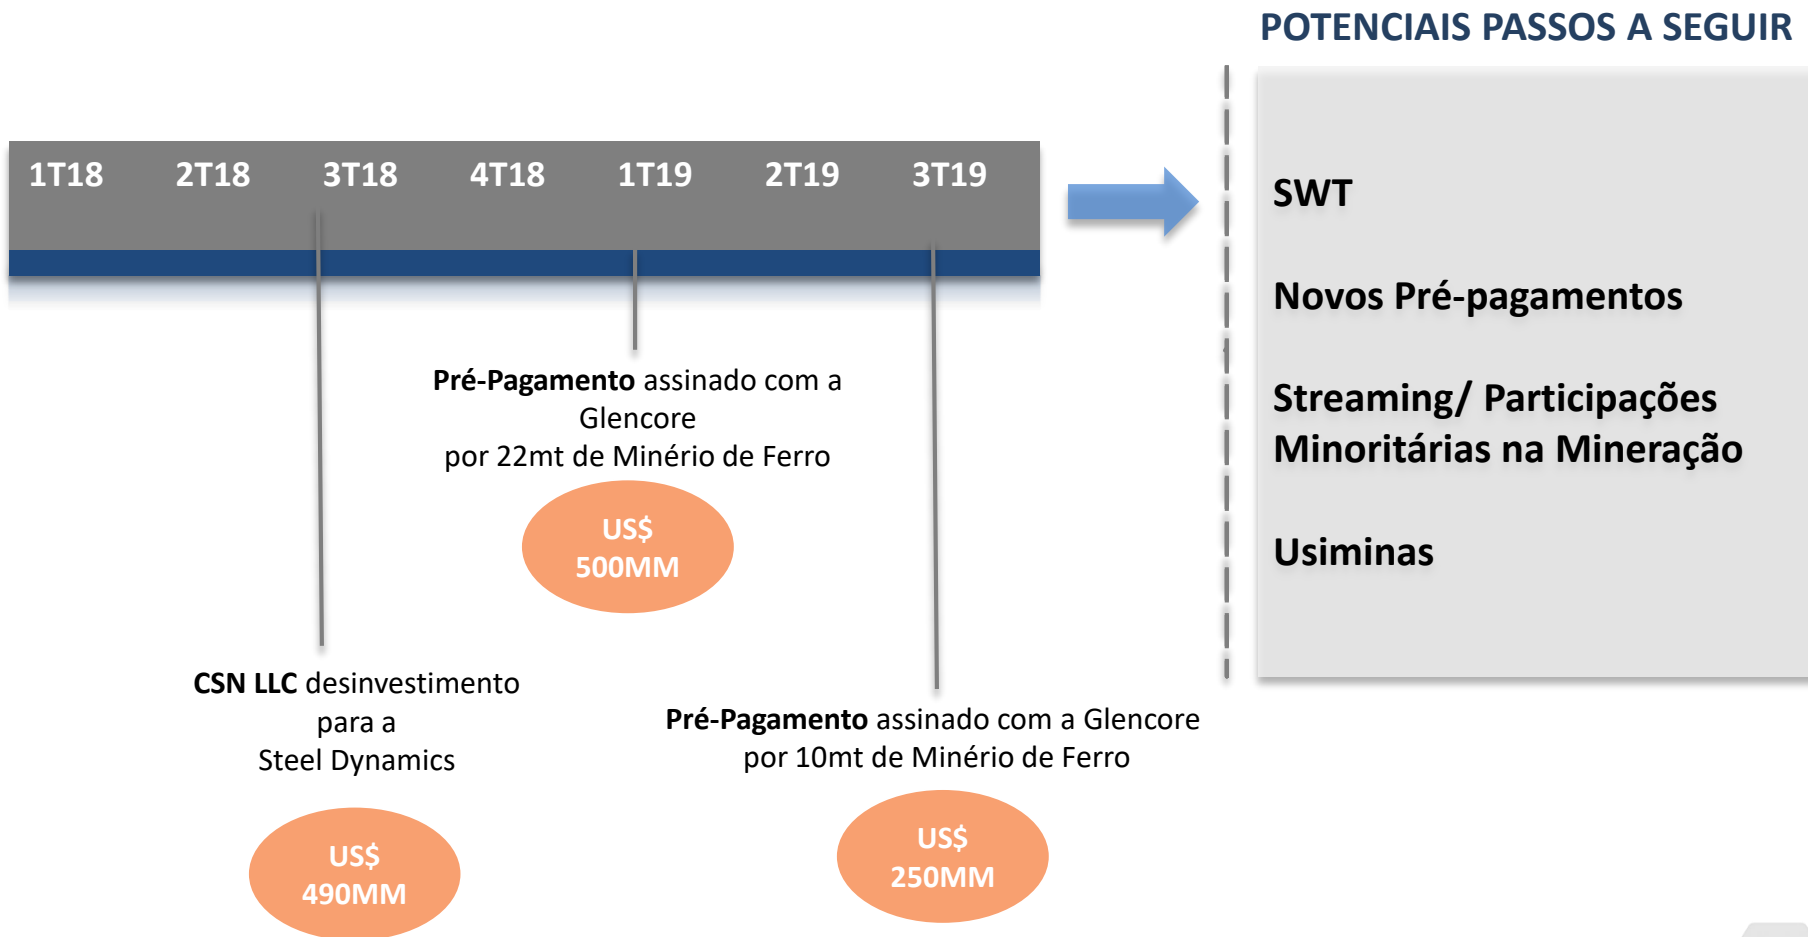 POTENCIAIS PASSOS A SEGUIR
1T18 2T18 3T18 4T18 1T19 2T19 3T19
Pré-Pagamento assinado com a
Glencore
por 22mt de Minério de Ferro
US$
500MM
CSN LLC desinvestimento
para a
Steel Dynamics
US$
490MM
Pré-Pagamento assinado com a Glencore
por 10mt de Minério de Ferro
US$
250MM
SWT
Novos Pré-pagamentos
Streaming/ Participações
Minoritárias na Mineração
Usiminas